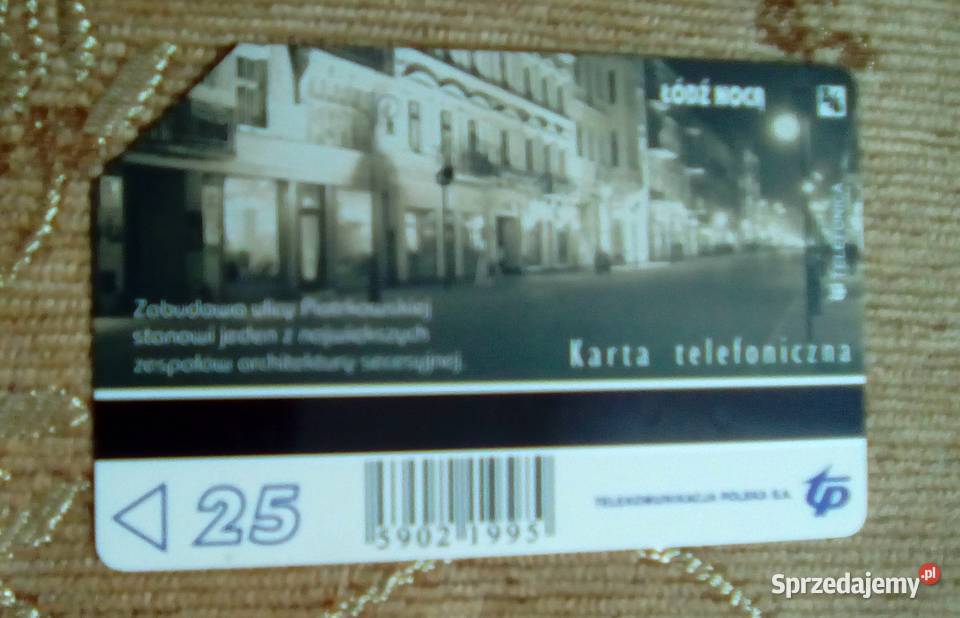 ŁÓDŹ NOCĄ
TELEFONICA
Zabudowa ulicy Piotrkowskiej
stanowi jeden z największych
zespołów architektury secesyjnej.
Karta telefoniczna
25
5902 1995
TELEKOMUNIKACJA POLSKA S.A.
tp
Sprzedajemy.pl